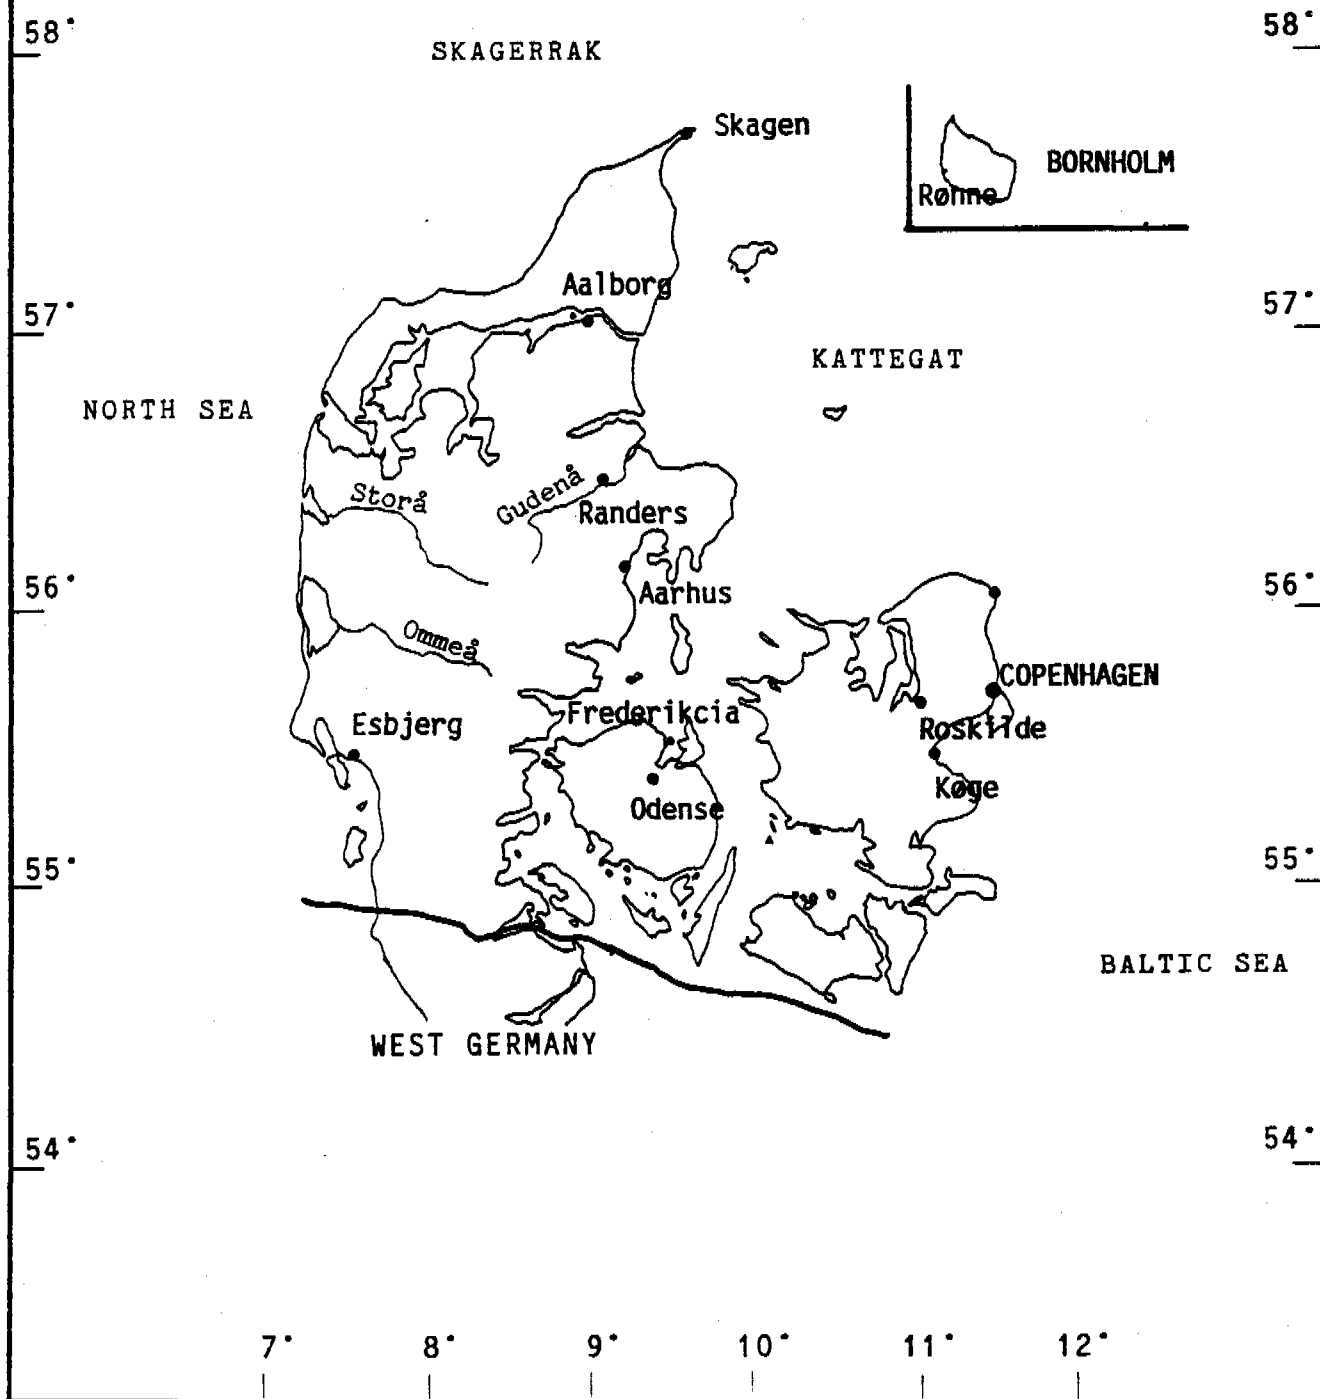 58°
58°
SKAGERRAK
Skagen
BORNHOLM
Rønne
Aalborg
57°
57°
KATTEGAT
NORTH SEA
Storå
Gudenå
Randers
56°
56°
Aarhus
Ommeå
COPENHAGEN
Frederikcia
Esbjerg
Roskilde
Køge
Odense
55°
55°
BALTIC SEA
WEST GERMANY
54°
54°
7° 8° 9° 10° 11° 12°